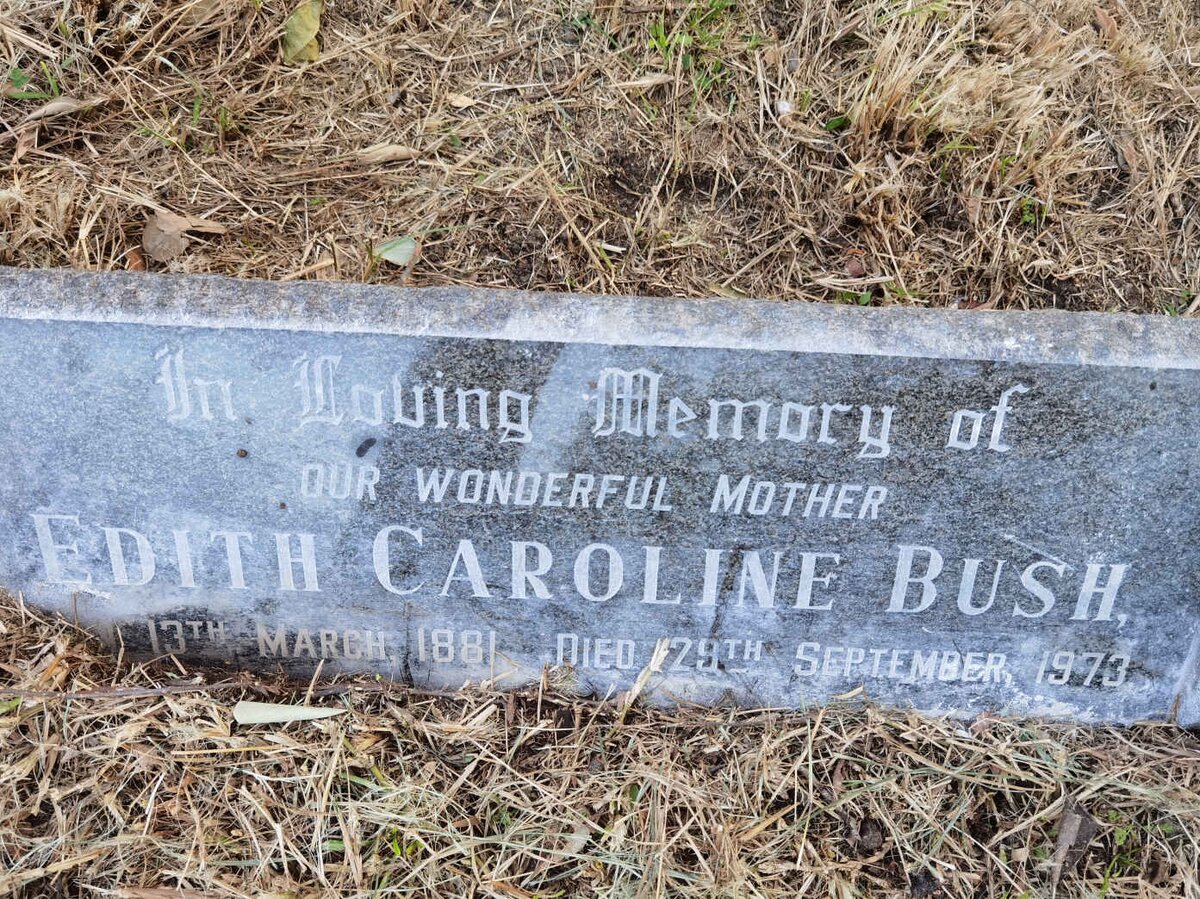 In Loving Memory of
OUR WONDERFUL MOTHER
EDITH CAROLINE BUSH,
13TH MARCH, 1881, DIED 29TH SEPTEMBER, 1973.